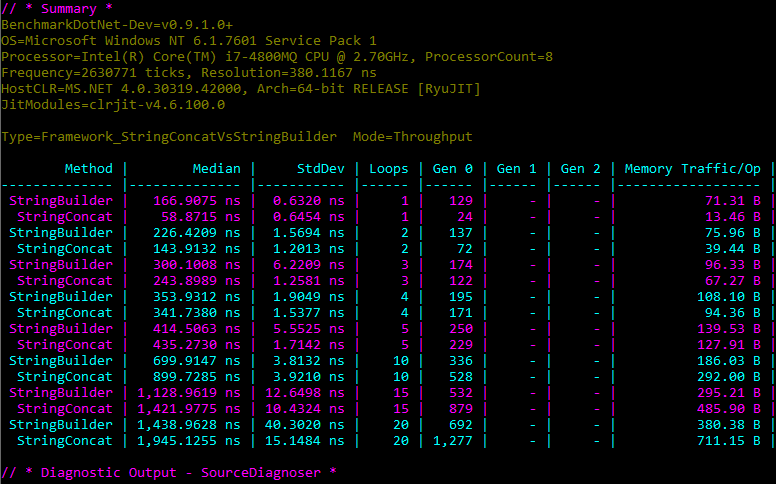 // * Summary *
BenchmarkDotNet-Dev=v0.9.1.0+
OS=Microsoft Windows NT 6.1.7601 Service Pack 1
Processor=Intel(R) Core(TM) i7-4800MQ CPU @ 2.70GHz, ProcessorCount=8
Frequency=2630771 ticks, Resolution=380.1167 ns
HostCLR=MS.NET 4.0.30319.42000, Arch=64-bit RELEASE [RyuJIT]
JitModules=clrjit-v4.6.100.0
Type=Framework_StringConcatVsStringBuilder  Mode=Throughput
Method | Median | StdDev | Loops | Gen 0 | Gen 1 | Gen 2 | Memory Traffic/Op |
-------------- |-------------- |----------- |------ |------ |------ |------ |------------------ |
StringBuilder | 166.9075 ns | 0.6320 ns | 1 | 129 | - | - | 71.31 B |
StringConcat | 58.8715 ns | 0.6454 ns | 1 | 24 | - | - | 13.46 B |
StringBuilder | 226.4209 ns | 1.5694 ns | 2 | 137 | - | - | 75.96 B |
StringConcat | 143.9132 ns | 1.2013 ns | 2 | 72 | - | - | 39.44 B |
StringBuilder | 300.1008 ns | 6.2209 ns | 3 | 174 | - | - | 96.33 B |
StringConcat | 243.8989 ns | 1.2581 ns | 3 | 122 | - | - | 67.27 B |
StringBuilder | 353.9312 ns | 1.9049 ns | 4 | 195 | - | - | 108.10 B |
StringConcat | 341.7380 ns | 1.5377 ns | 4 | 171 | - | - | 94.36 B |
StringBuilder | 414.5063 ns | 5.5525 ns | 5 | 250 | - | - | 139.53 B |
StringConcat | 435.2730 ns | 1.7142 ns | 5 | 229 | - | - | 127.91 B |
StringBuilder | 699.9147 ns | 3.8132 ns | 10 | 336 | - | - | 186.03 B |
StringConcat | 899.7285 ns | 3.9210 ns | 10 | 528 | - | - | 292.00 B |
StringBuilder | 1,128.9619 ns | 12.6498 ns | 15 | 532 | - | - | 295.21 B |
StringConcat | 1,421.9775 ns | 10.4324 ns | 15 | 879 | - | - | 485.90 B |
StringBuilder | 1,438.9628 ns | 40.3020 ns | 20 | 692 | - | - | 380.38 B |
StringConcat | 1,945.1255 ns | 15.1484 ns | 20 | 1,277 | - | - | 711.15 B |
// * Diagnostic Output - SourceDiagnoser *